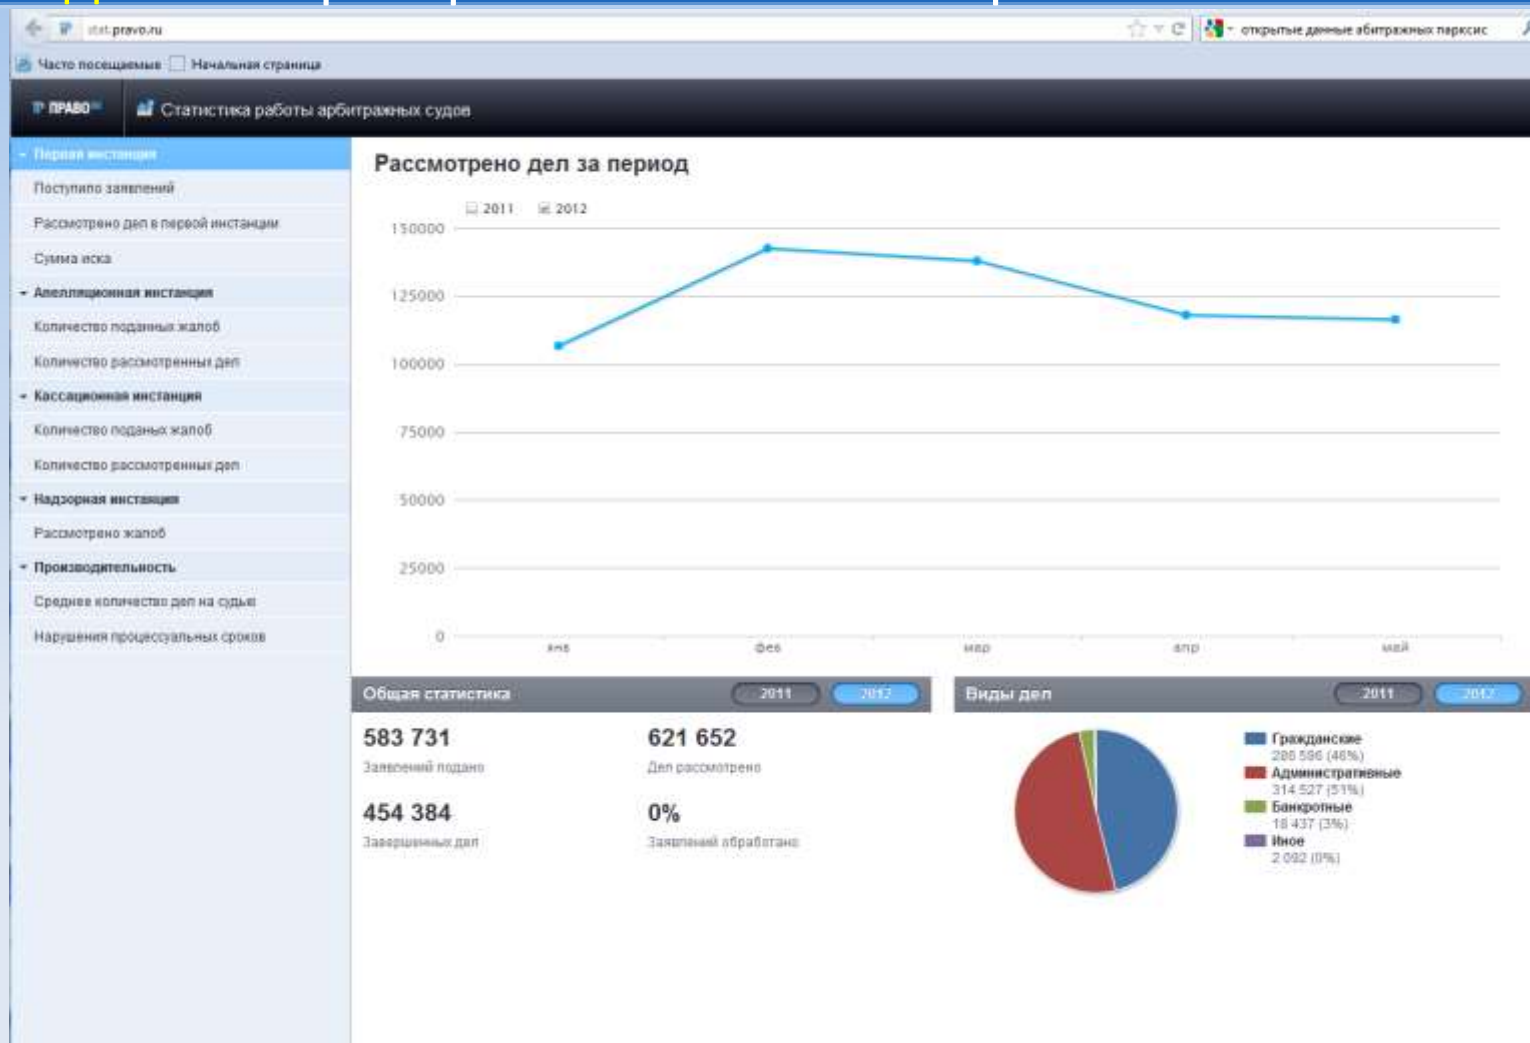 stat.pravo.ru
открытые данные абитражных парксис
Часто посещаемые Начальная страница
ПРАВО Статистика работы арбитражных судов
Первая инстанция
Поступило заявлений
Рассмотрено дел в первой инстанции
Сумма иска
Апелляционная инстанция
Количество поданных жалоб
Количество рассмотренных дел
Кассационная инстанция
Количество поданых жалоб
Количество рассмотренных дел
Надзорная инстанция
Рассмотрено жалоб
Производительность
Среднее количество дел на судью
Нарушения процессуальных сроков
Рассмотрено дел за период
2011 2012
150000
125000
100000
75000
50000
25000
0
янв фев мар апр май
Общая статистика 2011 2012
583 731 621 652
Заявлений подано Дел рассмотрено
454 384 0%
Завершенных дел Заявлений обработано
Виды дел 2011 2012
Гражданские
286 596 (46%)
Административные
314 527 (51%)
Банкротные
18 437 (3%)
Иное
2 092 (0%)